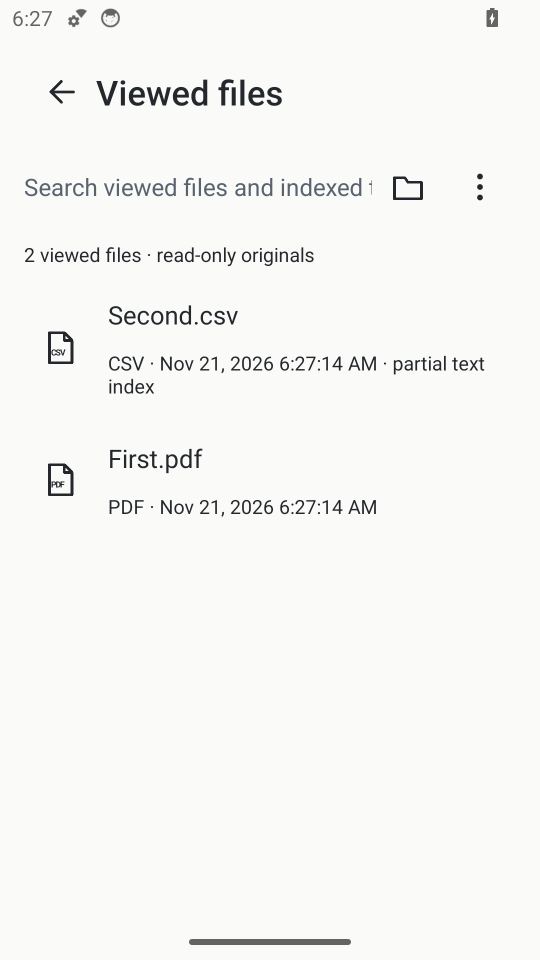 6:27
Viewed files
Search viewed files and indexed
2 viewed files · read-only originals
Second.csv
CSV
CSV · Nov 21, 2026 6:27:14 AM · partial text
index
First.pdf
PDF
PDF · Nov 21, 2026 6:27:14 AM